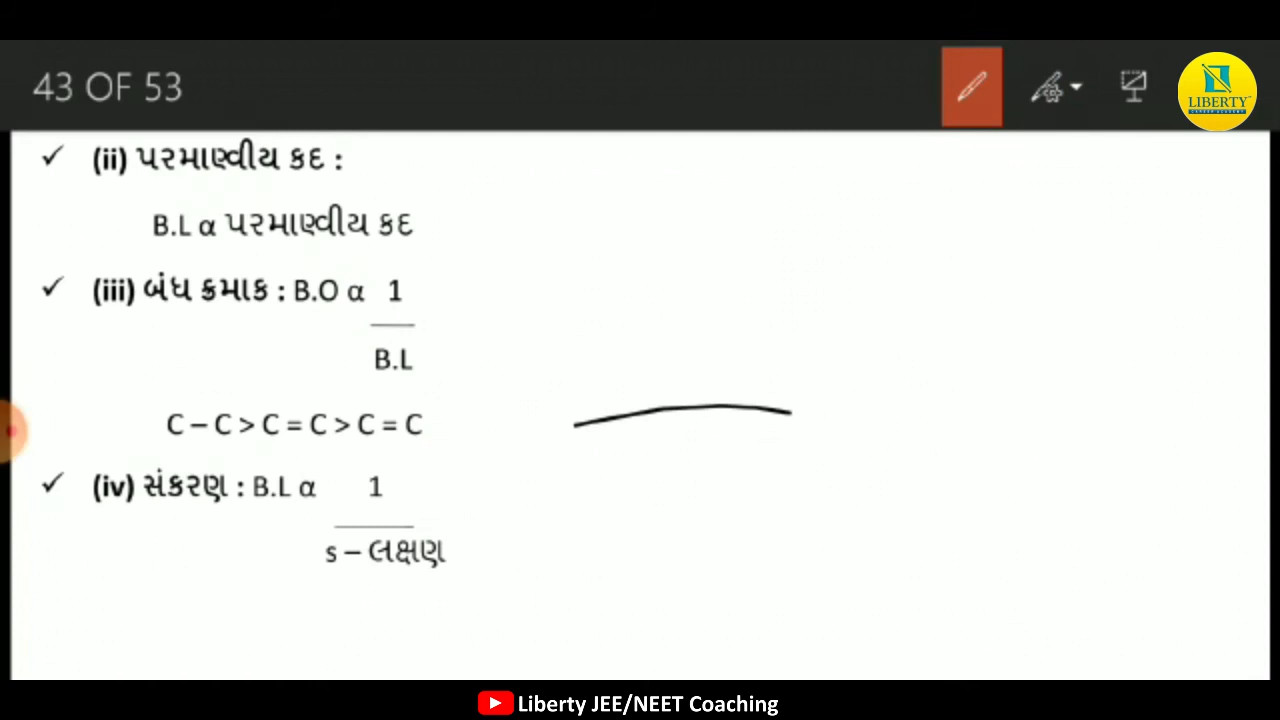 43 OF 53
LIBERTY
✓ (ii) પરમાણ્વીય કદ :
B.L α પરમાણ્વીય કદ
✓ (iii) બંધ ક્રમાક : B.O α 1
B.L
C – C > C = C > C = C
✓ (iv) સંકરણ : B.L α 1
s – લક્ષણ
Liberty JEE/NEET Coaching